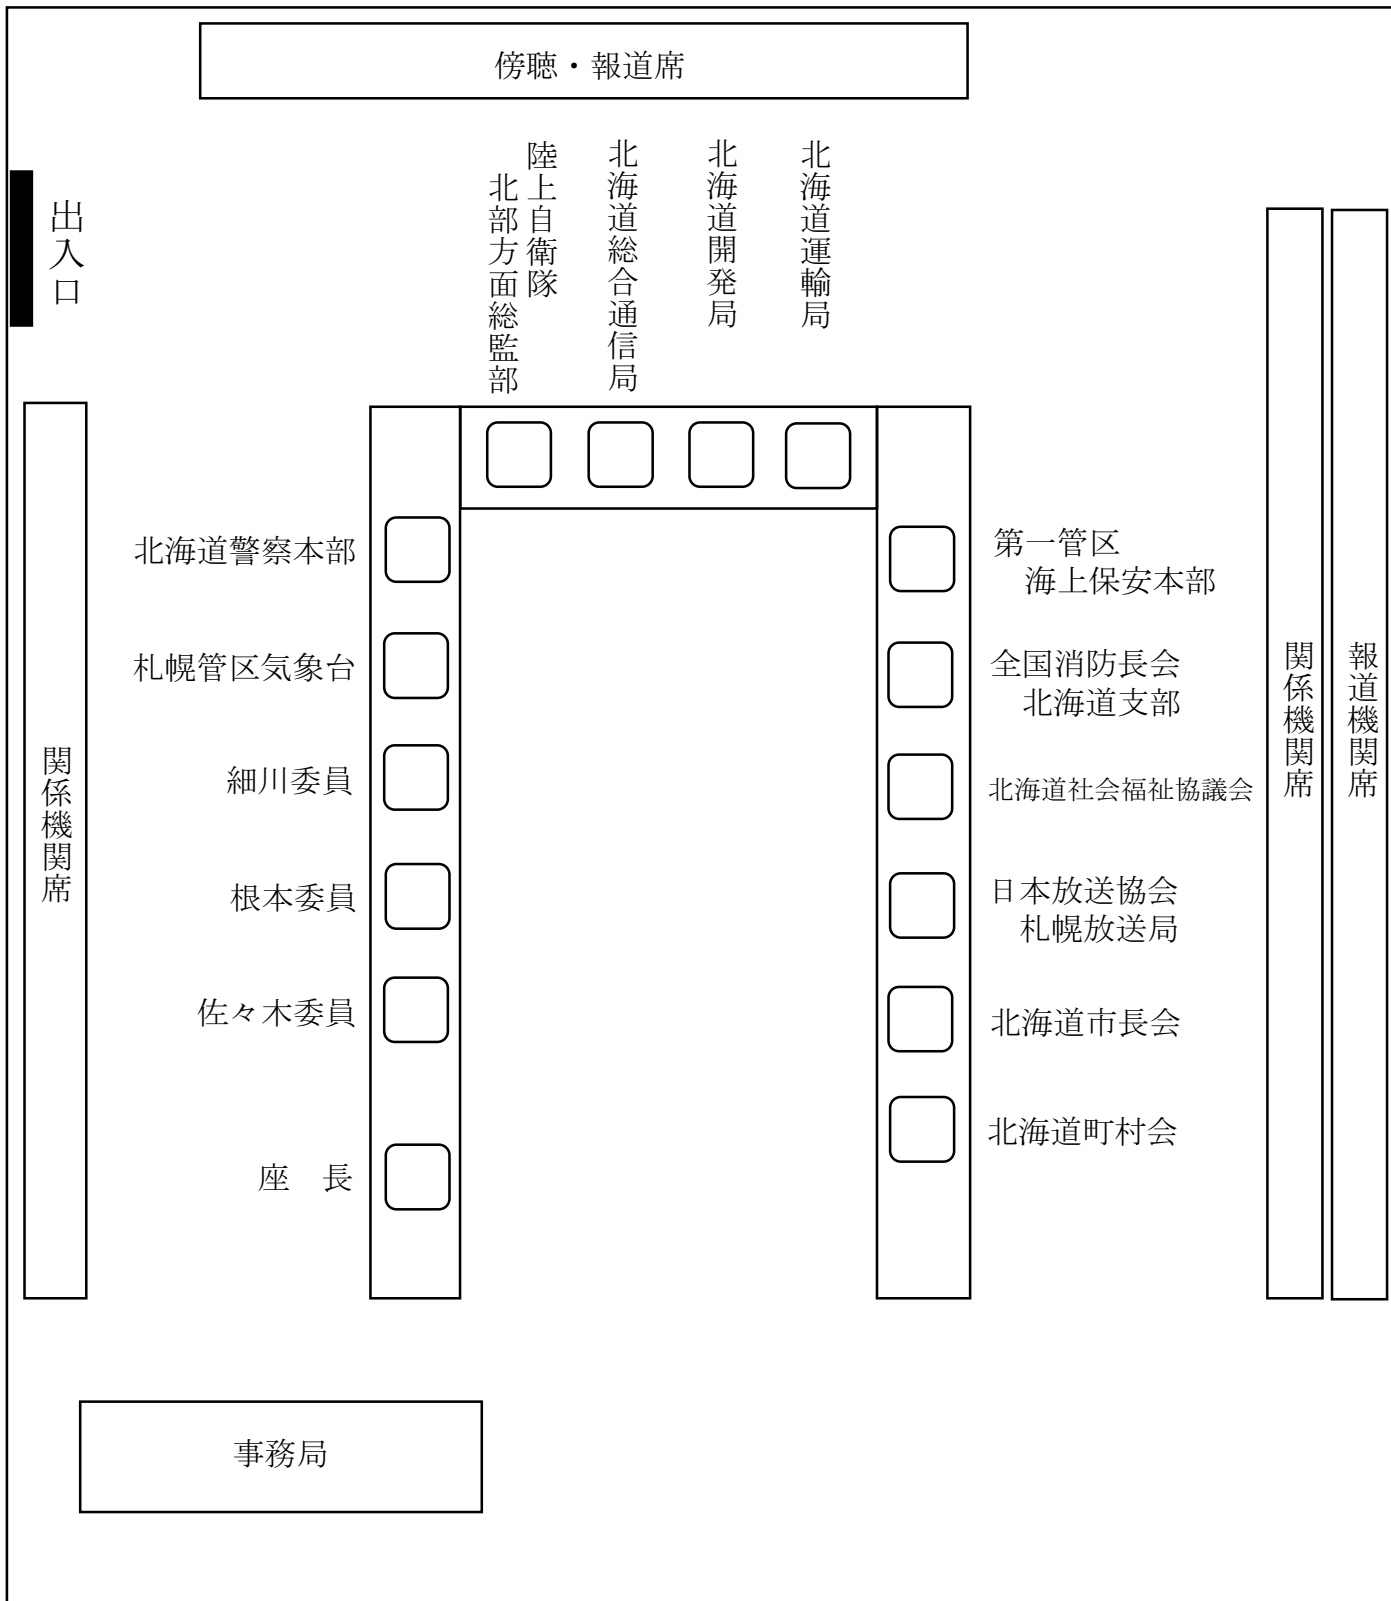 傍聴・報道席
出入口
陸上自衛隊
北部方面総監部
北海道総合通信局
北海道開発局
北海道運輸局
北海道警察本部
札幌管区気象台
細川委員
根本委員
佐々木委員
座　長
第一管区
海上保安本部
全国消防長会
北海道支部
北海道社会福祉協議会
日本放送協会
札幌放送局
北海道市長会
北海道町村会
関係機関席
関係機関席
報道機関席
事務局